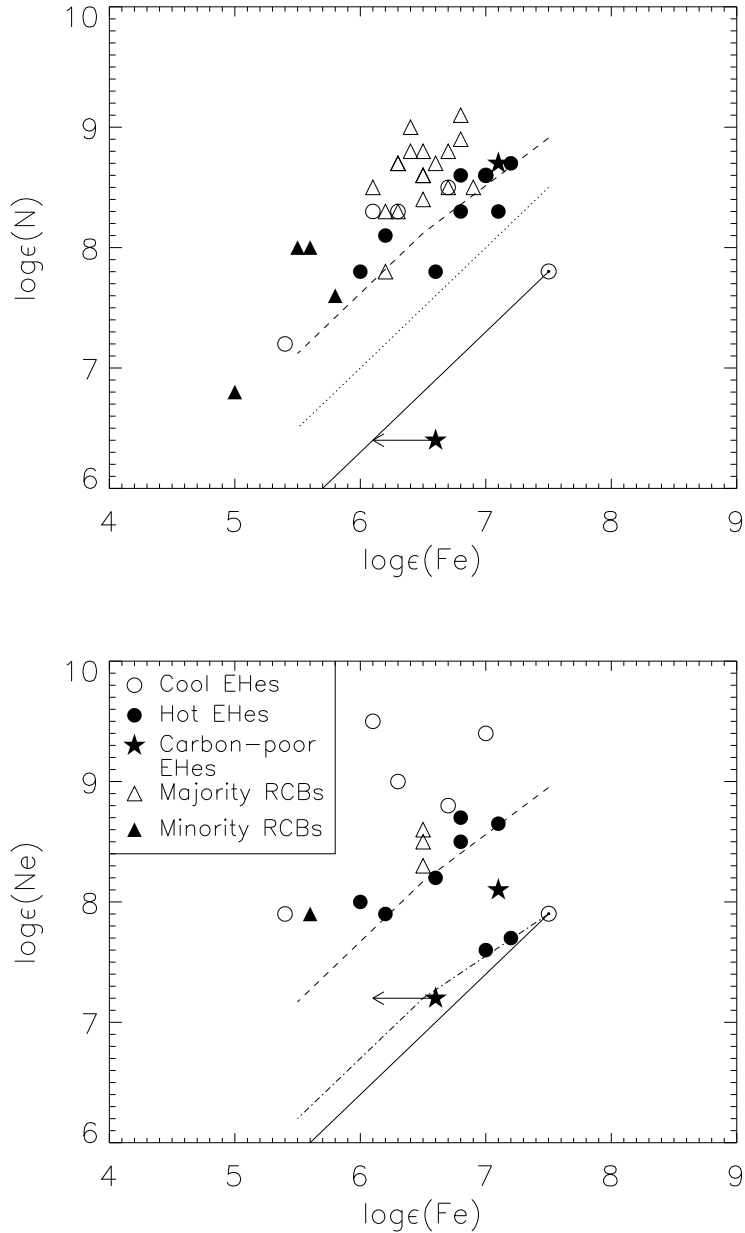 10
9
8
7
6
logϵ(N)
4 5 6 7 8 9
logϵ(Fe)
10
9
8
7
6
logϵ(Ne)
Cool EHes
Hot EHes
Carbon-poor
EHes
Majority RCBs
Minority RCBs
4 5 6 7 8 9
logϵ(Fe)